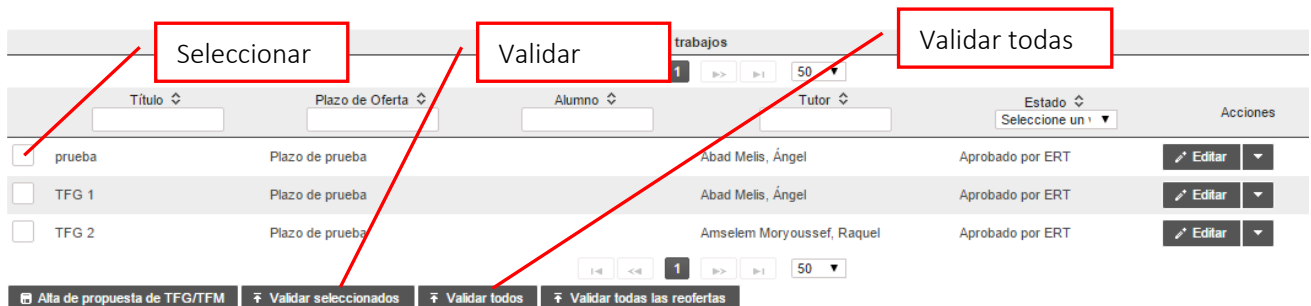 Seleccionar
Validar
Validar todas
trabajos
1 50
Título Plazo de Oferta Alumno Tutor Estado Acciones
Seleccione un
prueba Plazo de prueba Abad Melis, Ángel Aprobado por ERT Editar
TFG 1 Plazo de prueba Abad Melis, Ángel Aprobado por ERT Editar
TFG 2 Plazo de prueba Amselem Moryoussef, Raquel Aprobado por ERT Editar
1 50
Alta de propuesta de TFG/TFM Validar seleccionados Validar todos Validar todas las reofertas